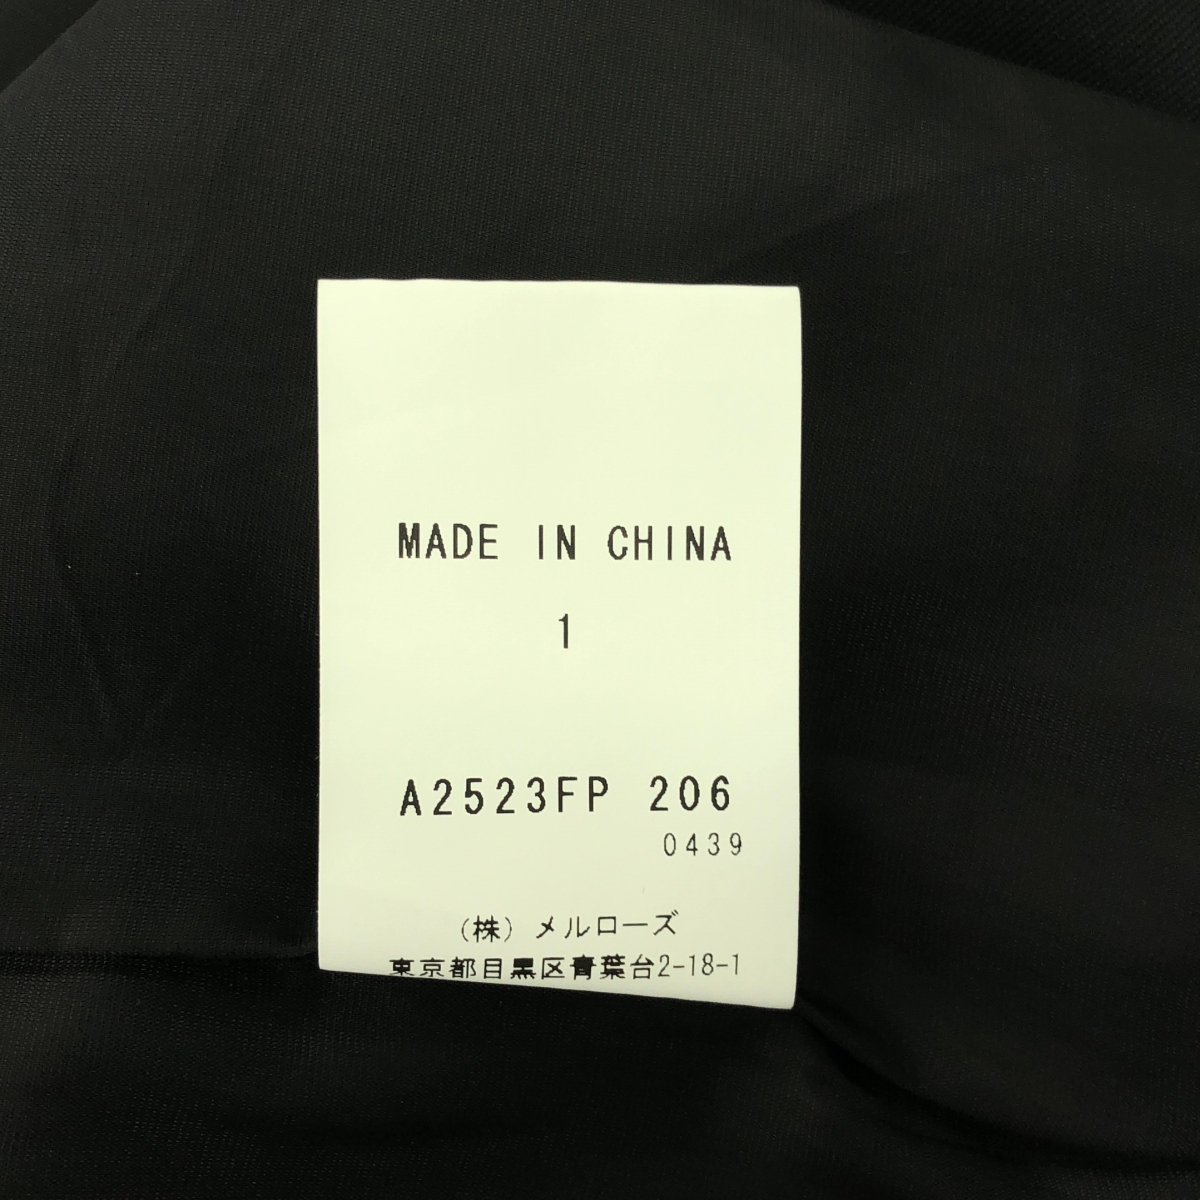 MADE IN CHINA
1
A2523FP 206
0439
(株) メルローズ
東京都目黒区青葉台2-18-1